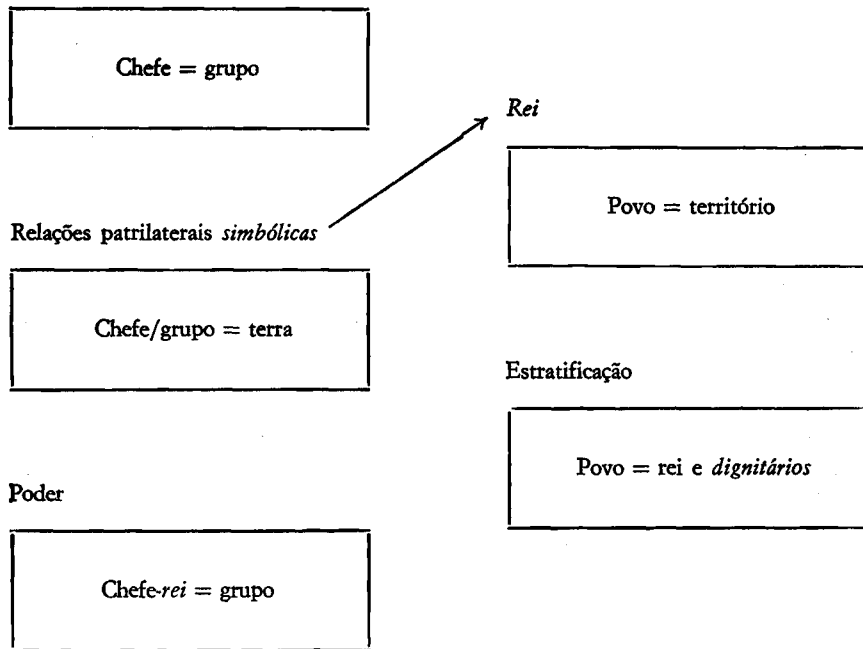 Chefe = grupo
Relações patrilaterais simbólicas
Chefe/grupo = terra
Poder
Chefe-rei = grupo
Rei
Povo = território
Estratificação
Povo = rei e dignitários